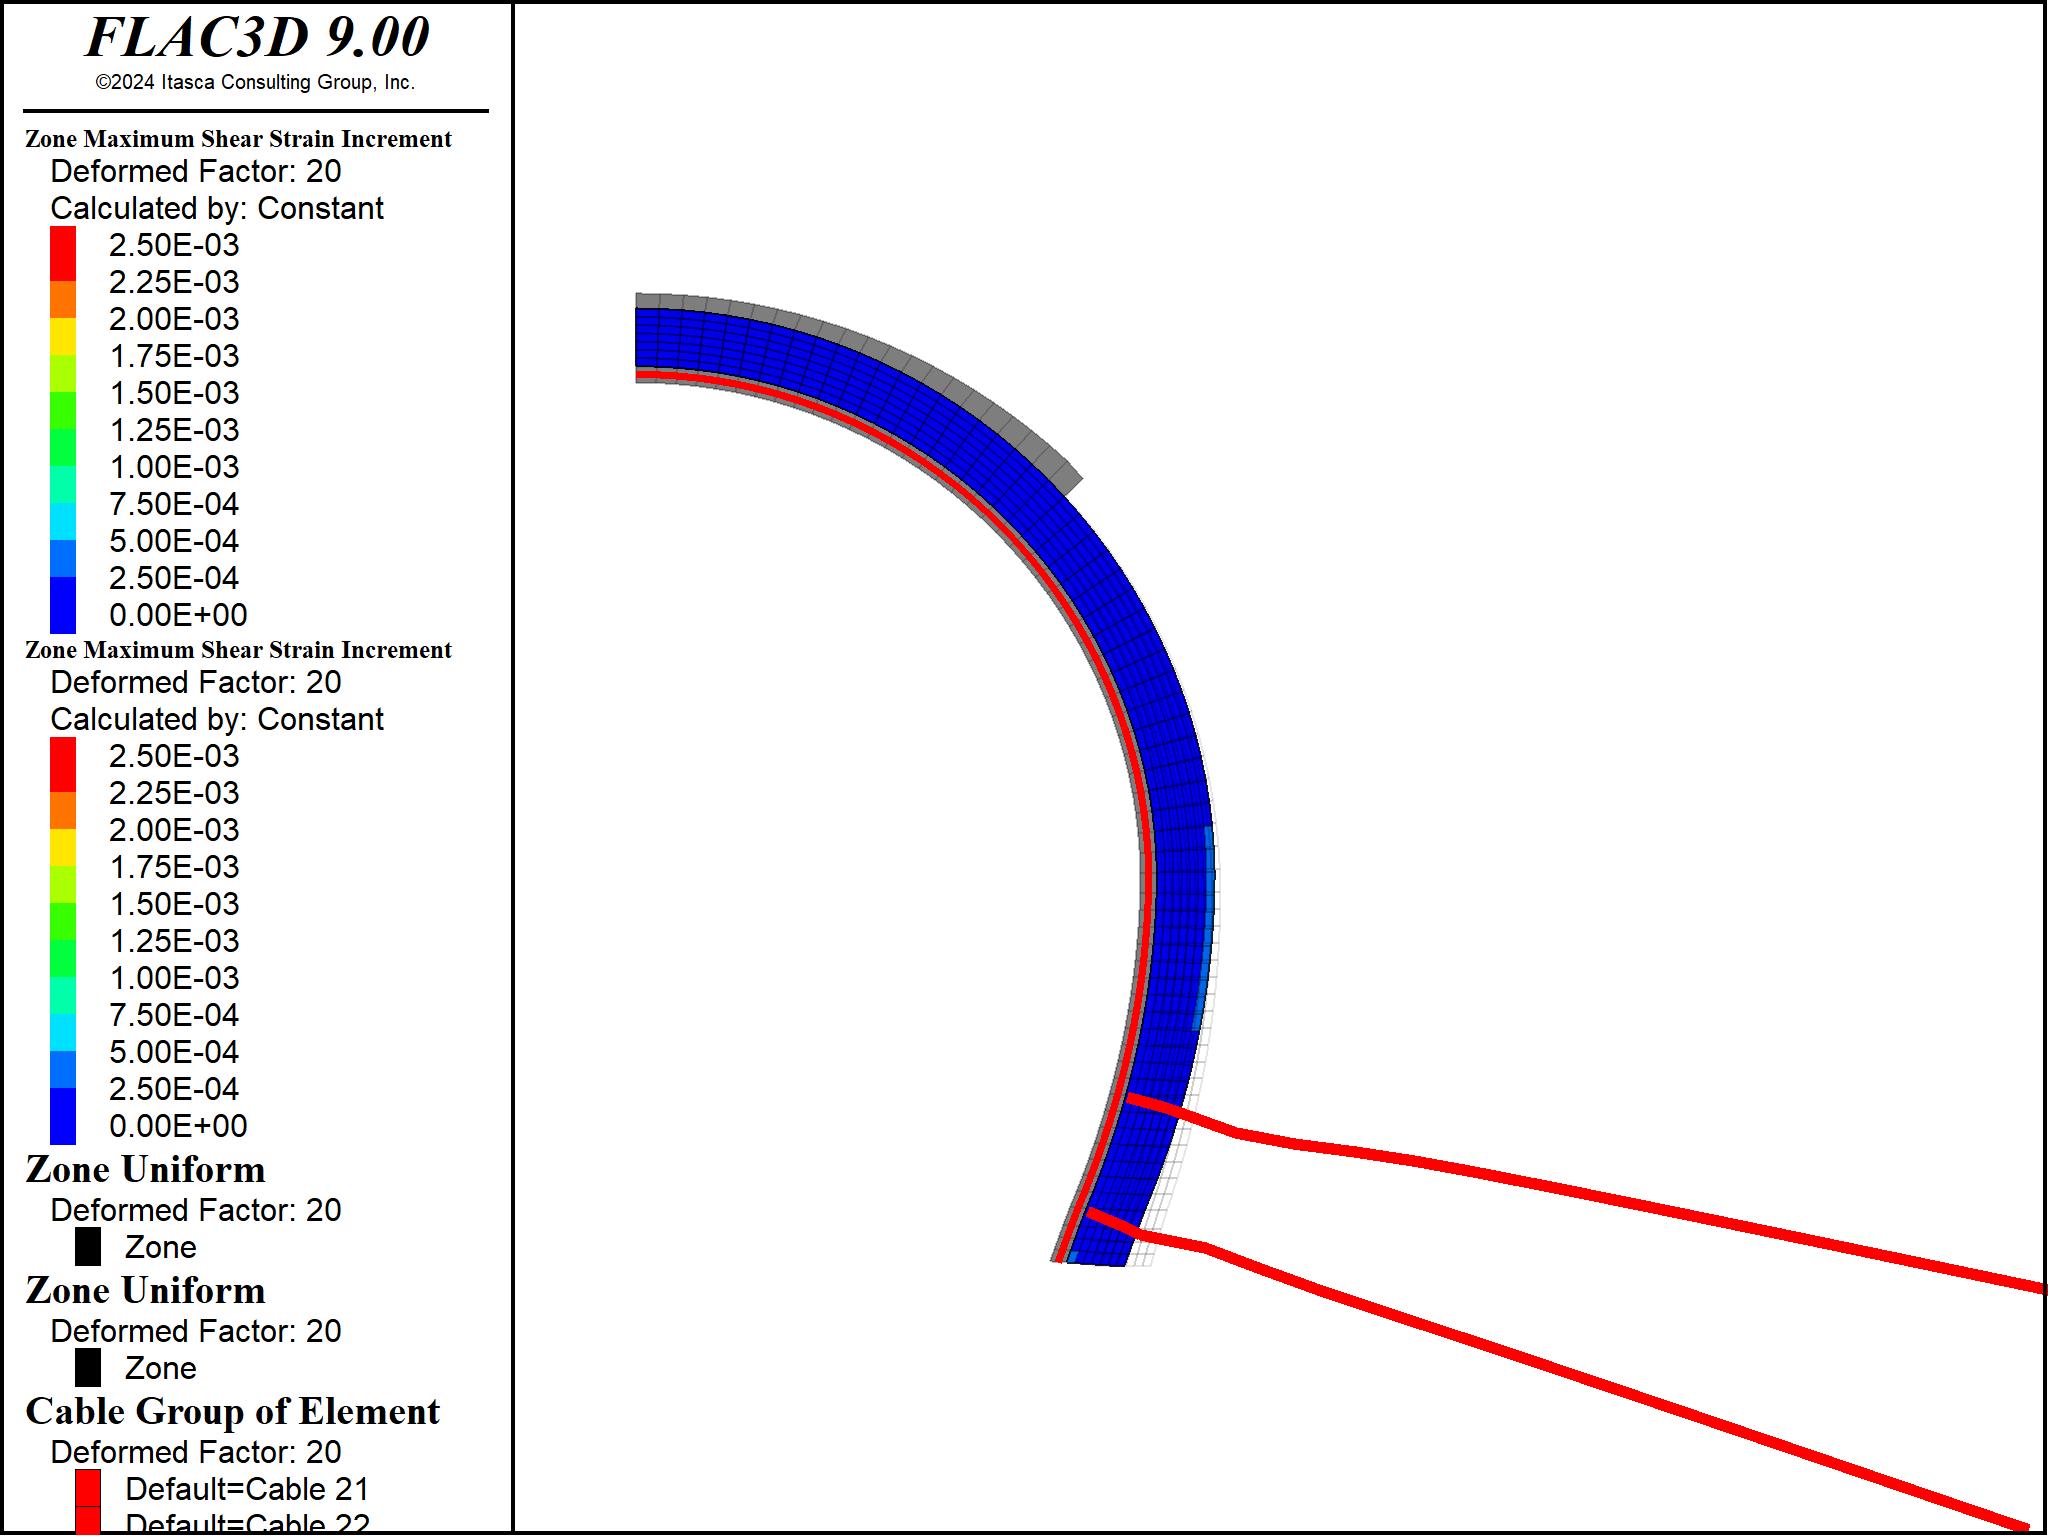 FLAC3D 9.00
©2024 Itasca Consulting Group, Inc.
Zone Maximum Shear Strain Increment
Deformed Factor: 20
Calculated by: Constant
2.50E-03
2.25E-03
2.00E-03
1.75E-03
1.50E-03
1.25E-03
1.00E-03
7.50E-04
5.00E-04
2.50E-04
0.00E+00
Zone Maximum Shear Strain Increment
Deformed Factor: 20
Calculated by: Constant
2.50E-03
2.25E-03
2.00E-03
1.75E-03
1.50E-03
1.25E-03
1.00E-03
7.50E-04
5.00E-04
2.50E-04
0.00E+00
Zone Uniform
Deformed Factor: 20
Zone
Zone Uniform
Deformed Factor: 20
Zone
Cable Group of Element
Deformed Factor: 20
Default=Cable 21
Default=Cable 22